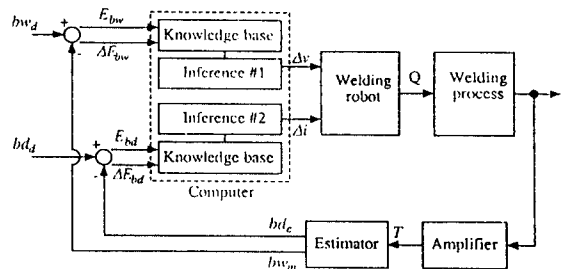 bw_d
+
-
E_bw
ΔE_bw
Knowledge base
Inference #1
Δv
Inference #2
Δi
Knowledge base
Computer
bd_d
+
-
E_bd
ΔE_bd
Welding robot
Q
Welding process
bd_e
bw_m
Estimator
T
Amplifier